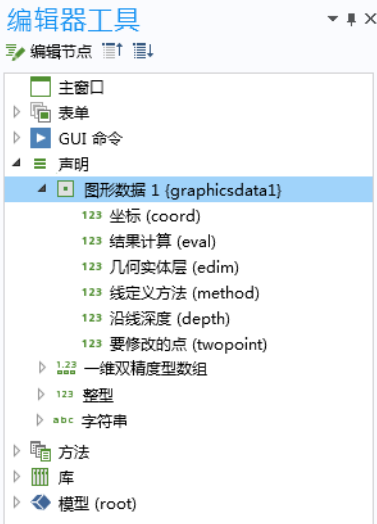 编辑器工具
编辑节点
主窗口
表单
GUI 命令
声明
图形数据 1 {graphicsdata1}
123 坐标 (coord)
123 结果计算 (eval)
123 几何实体层 (edim)
123 线定义方法 (method)
123 沿线深度 (depth)
123 要修改的点 (twopoint)
1.23 一维双精度型数组
123 整型
abc 字符串
方法
库
模型 (root)